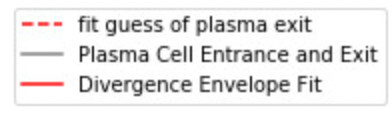 fit guess of plasma exit
Plasma Cell Entrance and Exit
Divergence Envelope Fit